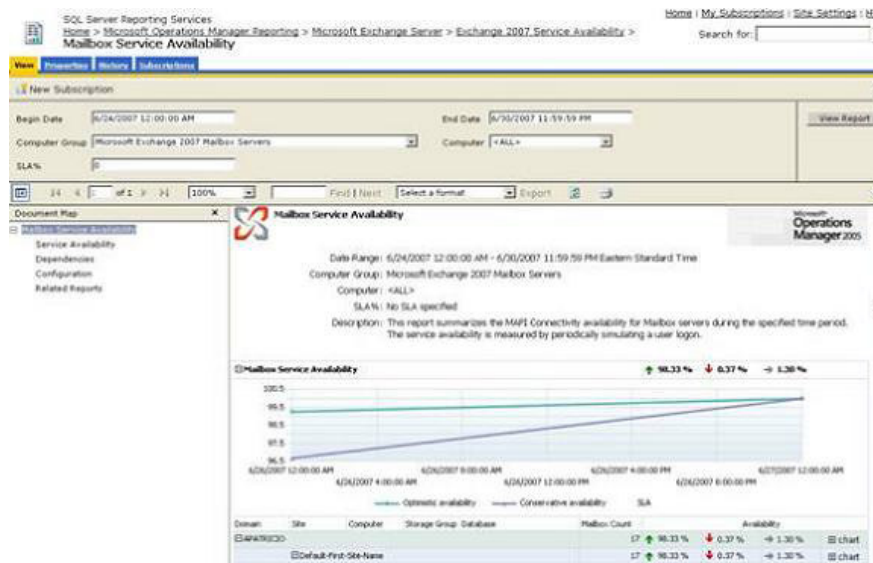 SQL Server Reporting Services
Home | My Subscriptions | Site Settings | H
Home > Microsoft Operations Manager Reporting > Microsoft Exchange Server > Exchange 2007 Service Availability >
Mailbox Service Availability
Search for:
View Properties History Subscriptions
New Subscription
Begin Date 6/24/2007 12:00:00 AM End Date 6/30/2007 11:59:59 PM View Report
Computer Group Microsoft Exchange 2007 Mailbox Servers Computer <ALL>
SLA% 0
1 of 1 100% Find | Next Select a format Export
Document Map x
Mailbox Service Availability
Service Availability
Dependencies
Configuration
Related Reports
Mailbox Service Availability
Microsoft
Operations
Manager 2005
Date Range: 6/24/2007 12:00:00 AM - 6/30/2007 11:59:59 PM Eastern Standard Time
Computer Group: Microsoft Exchange 2007 Mailbox Servers
Computer: <ALL>
SLA%: No SLA specified
Description: This report summarizes the MAPI Connectivity availability for Mailbox servers during the specified time period.
The service availability is measured by periodically simulating a user logon.
Mailbox Service Availability 98.33 % 0.37 % 1.30 %
100.5
99.5
98.5
97.5
96.5
6/26/2007 12:00:00 AM 6/26/2007 8:00:00 AM 6/26/2007 4:00:00 PM 6/27/2007 12:00:00 AM
6/26/2007 4:00:00 AM 6/26/2007 12:00:00 PM 6/26/2007 8:00:00 PM
Optimistic availability Conservative availability SLA
Domain Site Computer Storage Group Database Mailbox Count Availability
17 98.33 % 0.37 % 1.30 % chart
Default-First-Site-Name 17 98.33 % 0.37 % 1.30 % chart